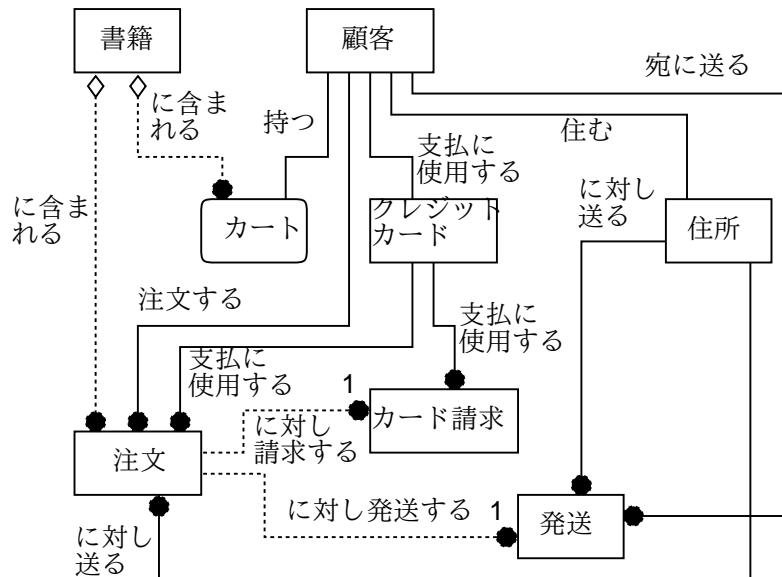 書籍
顧客
宛に送る
に含ま
れる
持つ
住む
支払に
使用する
に対し
送る
に含ま
れる
カート
クレジット
カード
住所
注文する
支払に
使用する
支払に
使用する
1
カード請求
に対し
請求する
注文
に対し発送する
1
発送
に対し
送る